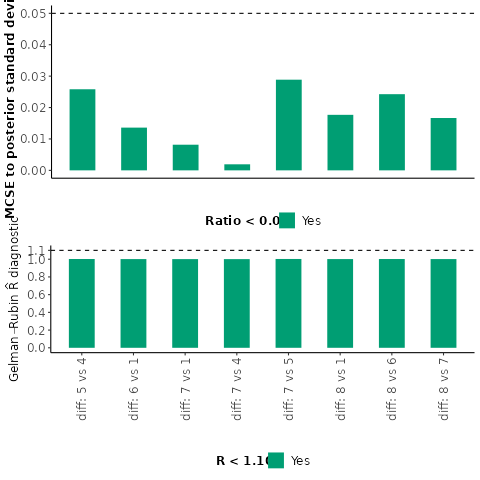 MCSE to posterior standard devi
0.05
0.04
0.03
0.02
0.01
0.00
Ratio < 0.0
Yes
Gelman–Rubin R̂ diagnostic
1.1
1.0
0.8
0.6
0.4
0.2
0.0
diff: 5 vs 4
diff: 6 vs 1
diff: 7 vs 1
diff: 7 vs 4
diff: 7 vs 5
diff: 8 vs 1
diff: 8 vs 6
diff: 8 vs 7
R < 1.10
Yes